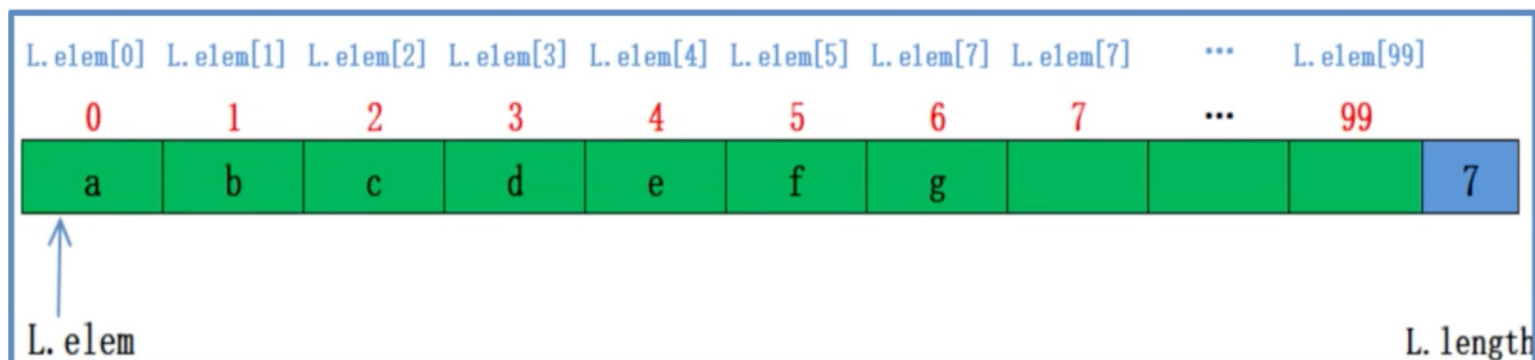 L.elem[0] L.elem[1] L.elem[2] L.elem[3] L.elem[4] L.elem[5] L.elem[7] L.elem[7] … L.elem[99]
0 1 2 3 4 5 6 7 … 99
a b c d e f g 7
L.elem L.length